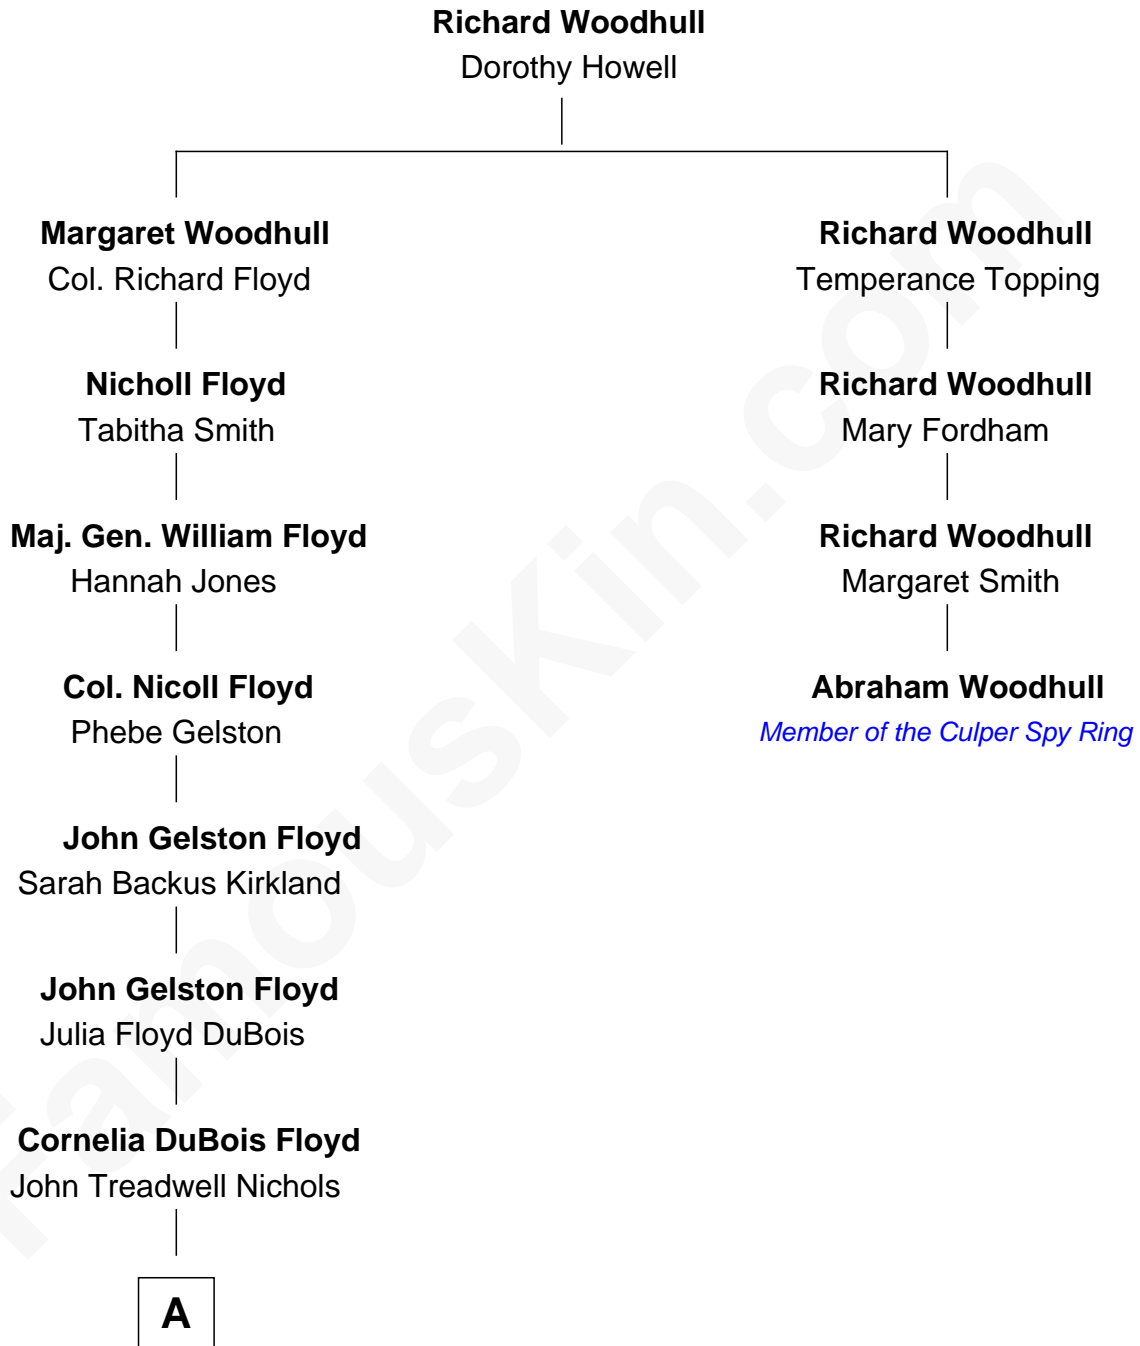 Richard Woodhull
Dorothy Howell
Margaret Woodhull
Col. Richard Floyd
Richard Woodhull
Temperance Topping
Nicholl Floyd
Tabitha Smith
Richard Woodhull
Mary Fordham
Maj. Gen. William Floyd
Hannah Jones
Richard Woodhull
Margaret Smith
Col. Nicoll Floyd
Phebe Gelston
Abraham Woodhull
Member of the Culper Spy Ring
John Gelston Floyd
Sarah Backus Kirkland
John Gelston Floyd
Julia Floyd DuBois
Cornelia DuBois Floyd
John Treadwell Nichols
A
FamousKin.com